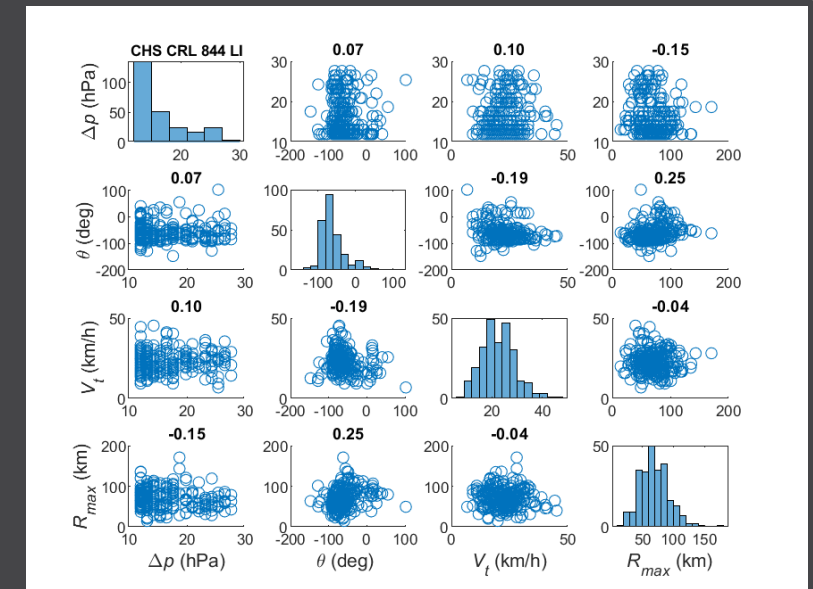 CHS CRL 844 LI 0.07 0.10 -0.15
Δp (hPa) 100 50 0 20 30
30 20 10 -200 -100 0 100
30 20 10 0 50
30 20 10 0 100 200
0.07
θ (deg) 100 0 -100 -200 10 20 30
100 50 0 -100 0 100
-0.19
100 0 -100 -200 0 50
0.25
100 0 -100 -200 0 100 200
0.10
V_t (km/h) 50 0 10 20 30
-0.19
50 0 -200 -100 0 100
50 0 20 40
-0.04
50 0 0 100 200
-0.15
R_max (km) 200 100 0 10 20 30
Δp (hPa)
0.25
200 100 0 -200 -100 0 100
θ (deg)
-0.04
200 100 0 0 50
V_t (km/h)
50 0 50 100 150
R_max (km)